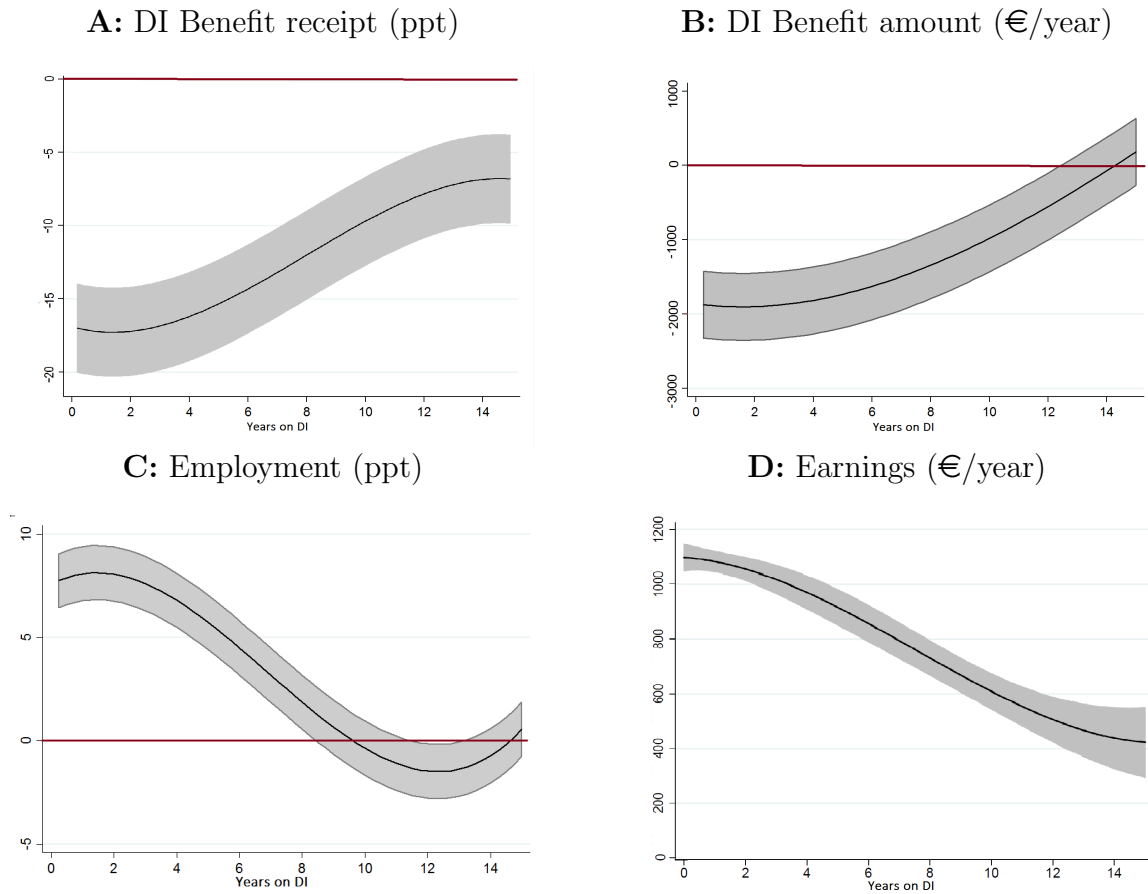 A: DI Benefit receipt (ppt)
0
-5
-10
-15
-20
0 2 4 6 8 10 12 14
Years on DI
B: DI Benefit amount (€/year)
1000
0
-1000
-2000
-3000
0 2 4 6 8 10 12 14
Years on DI
C: Employment (ppt)
10
5
0
-5
0 2 4 6 8 10 12 14
Years on DI
D: Earnings (€/year)
1200
1000
800
600
400
200
0
0 2 4 6 8 10 12 14
Years on DI